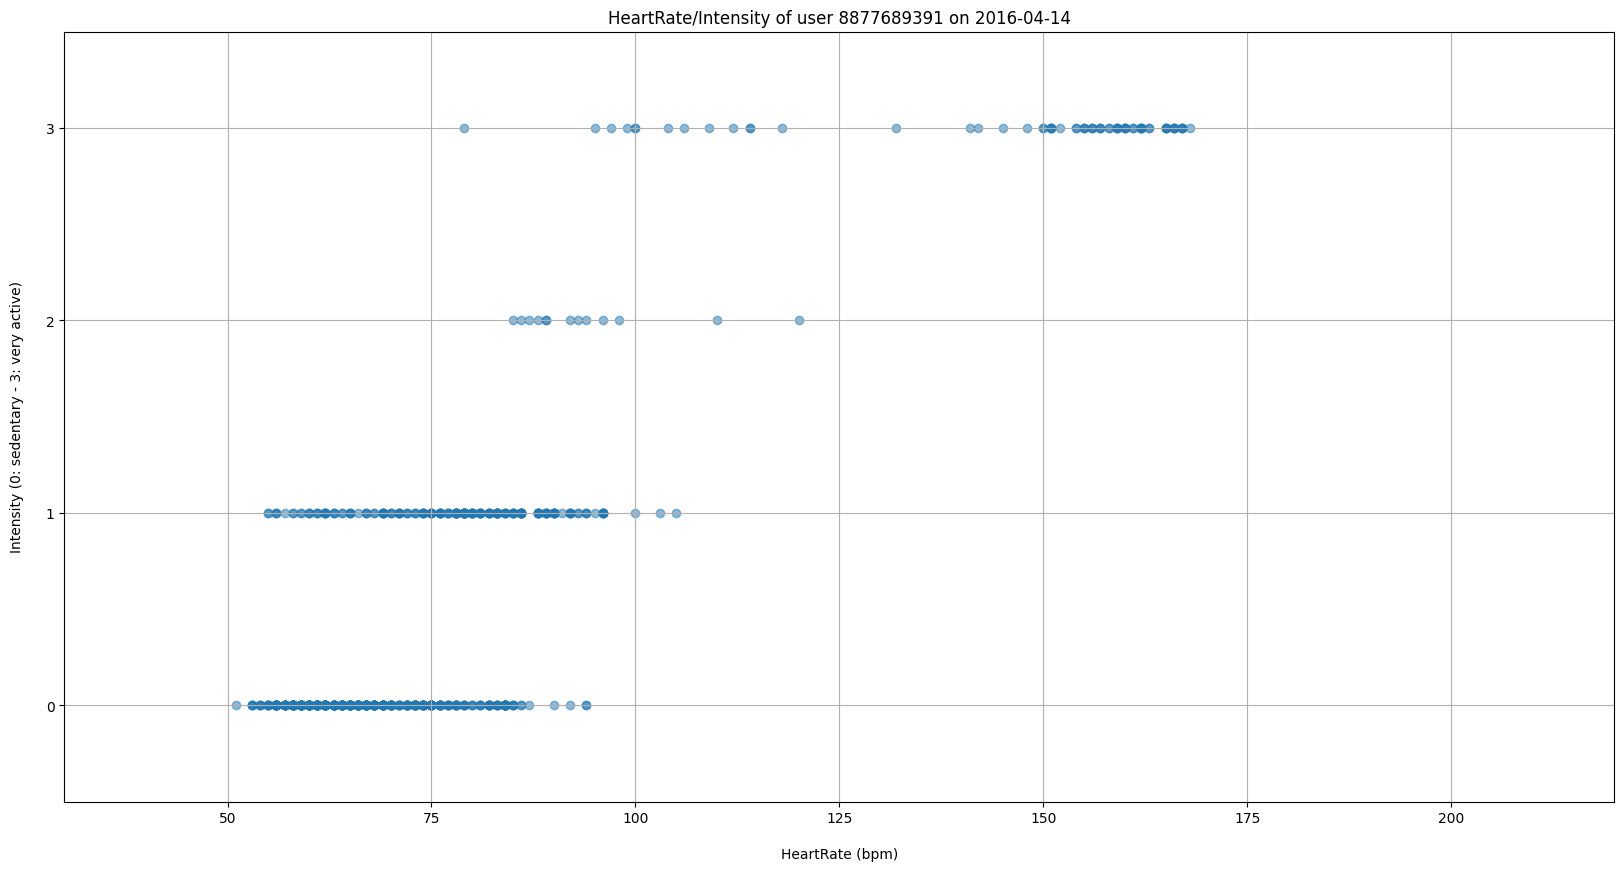 HeartRate/Intensity of user 8877689391 on 2016-04-14
Intensity (0: sedentary - 3: very active)
3
2
1
0
50 75 100 125 150 175 200
HeartRate (bpm)